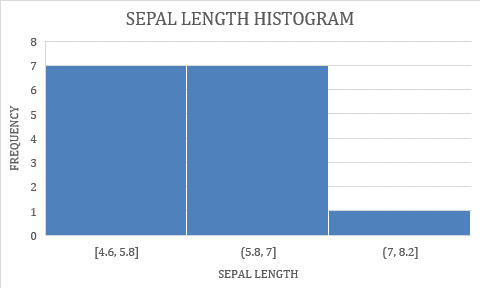 SEPAL LENGTH HISTOGRAM
8
7
6
5
4
3
2
1
0
FREQUENCY
[4.6, 5.8] (5.8, 7] (7, 8.2]
SEPAL LENGTH